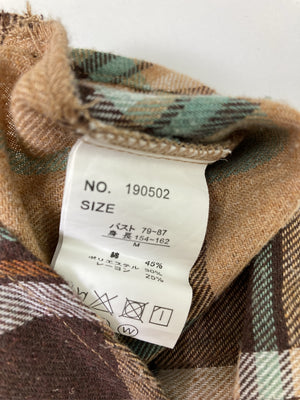 NO. 190502
SIZE
バスト 79-87
身長 154-162
M
綿 45%
ポリエステル 30%
レーヨン 25%
W